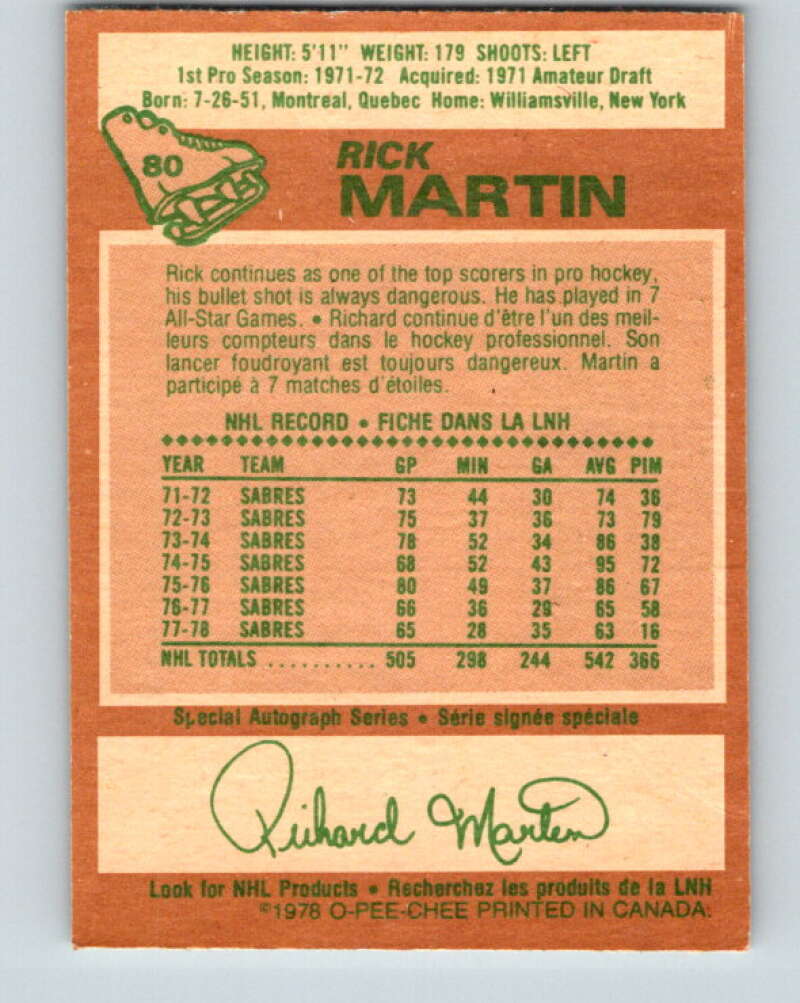 HEIGHT: 5'11" WEIGHT: 179 SHOOTS: LEFT
1st Pro Season: 1971-72 Acquired: 1971 Amateur Draft
Born: 7-26-51, Montreal, Quebec Home: Williamsville, New York
80
RICK
MARTIN
Rick continues as one of the top scorers in pro hockey,
his bullet shot is always dangerous. He has played in 7
All-Star Games. • Richard continue d'être l'un des meil-
leurs compteurs dans le hockey professionnel. Son
lancer foudroyant est toujours dangereux. Martin a
participé à 7 matches d'étoiles.
NHL RECORD • FICHE DANS LA LNH
YEAR TEAM GP MIN GA AVG PIM
71-72 SABRES 73 44 30 74 36
72-73 SABRES 75 37 36 73 79
73-74 SABRES 78 52 34 86 38
74-75 SABRES 68 52 43 95 72
75-76 SABRES 80 49 37 86 67
76-77 SABRES 66 36 29 65 58
77-78 SABRES 65 28 35 63 16
NHL TOTALS .......... 505 298 244 542 366
Special Autograph Series • Série signée spéciale
Richard Martin
Look for NHL Products • Recherchez les produits de la LNH
©1978 O-PEE-CHEE PRINTED IN CANADA.